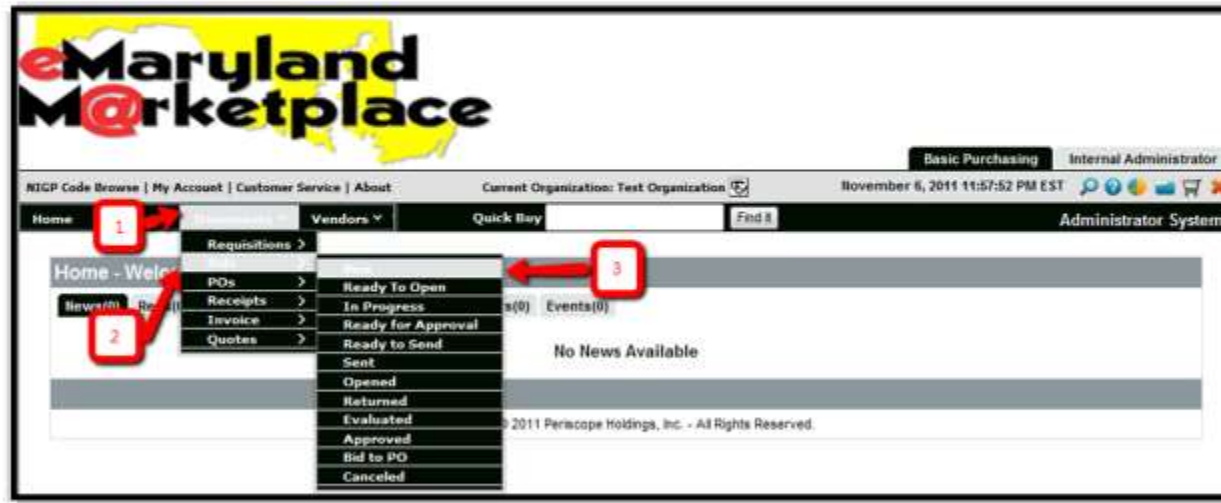 eMaryland
M@rketplace
Basic Purchasing Internal Administrator
NIGP Code Browse | My Account | Customer Service | About Current Organization: Test Organization November 6, 2011 11:57:52 PM EST
Home 1 Vendors Quick Buy Find It Administrator System
Requisitions >
Home - 3
POs >
Ready To Open
News(0) Receipts > In Progress Events(0)
Invoice > Ready for Approval
2 Quotes > Ready to Send
No News Available
Sent
Opened
Returned
Evaluated
2011 Periscope Holdings, Inc. - All Rights Reserved.
Approved
Bid to PO
Canceled